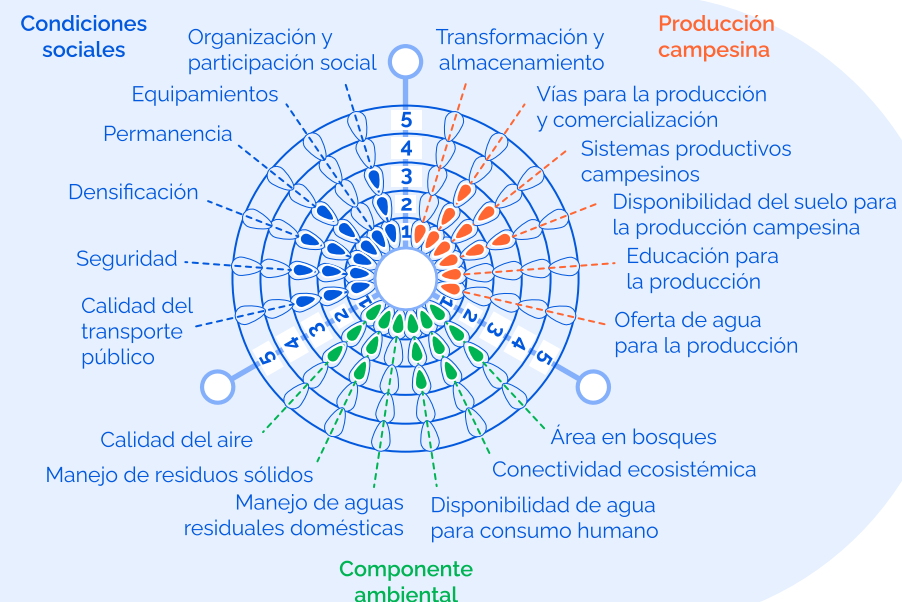 Condiciones
sociales
Producción
campesina
Organización y
participación social
Transformación y
almacenamiento
Equipamientos
Vías para la producción
y comercialización
Permanencia
Sistemas productivos
campesinos
Densificación
Disponibilidad del suelo para
la producción campesina
Seguridad
Educación para
la producción
Calidad del
transporte
público
Oferta de agua
para la producción
5
4
3
2
1
1
2
3
4
5
1
2
3
4
5
Calidad del aire
Área en bosques
Manejo de residuos sólidos
Conectividad ecosistémica
Manejo de aguas
residuales domésticas
Disponibilidad de agua
para consumo humano
Componente
ambiental